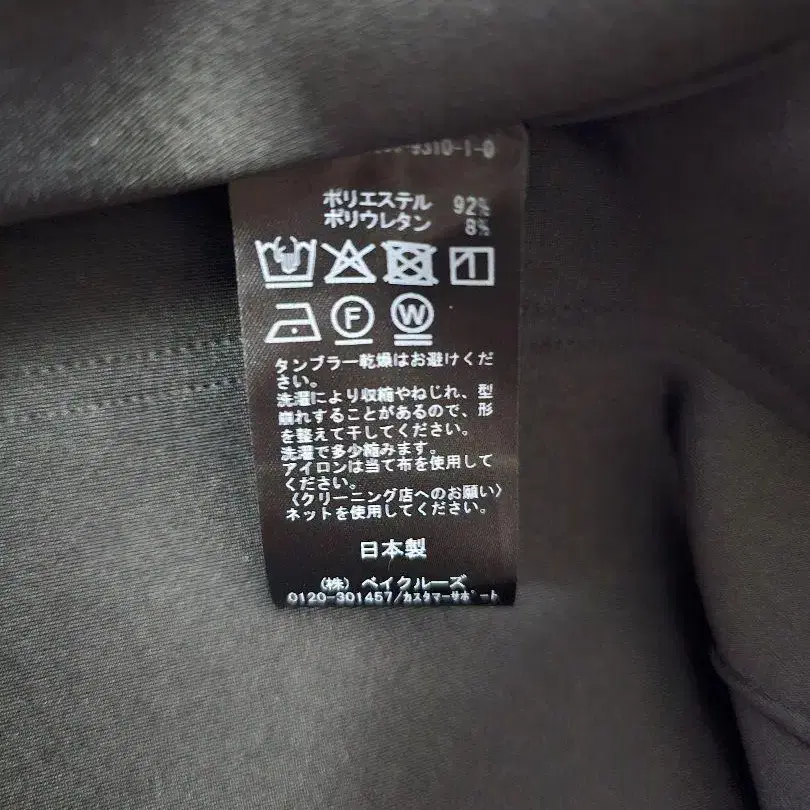 9310-1-0
ポリエステル 92%
ポリウレタン 8%
F W
タンブラー乾燥はお避けくだ
さい。
洗濯により収縮やねじれ、型
崩れすることがあるので、形
を整えて干してください。
洗濯で多少縮みます。
アイロンは当て布を使用して
ください。
〈クリーニング店へのお願い〉
ネットを使用してください。
日本製
(株) ベイクルーズ
0120-301457/カスタマーサポート